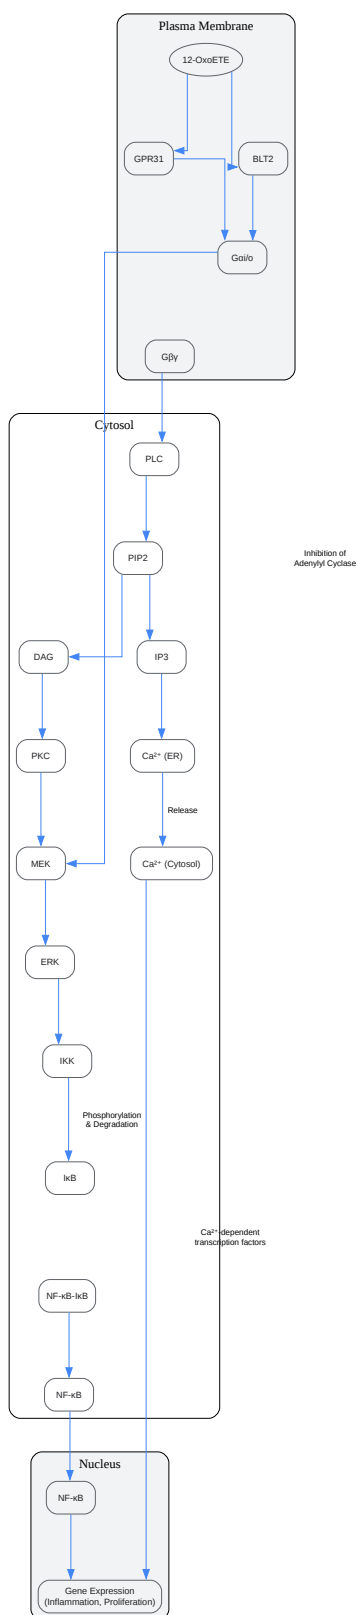 Plasma Membrane
12-OxoETE
GPR31
BLT2
Gαi/o
Gβγ
Cytosol
PLC
PIP2
Inhibition of
Adenylyl Cyclase
DAG
IP3
PKC
Ca²⁺ (ER)
Release
MEK
Ca²⁺ (Cytosol)
ERK
IKK
Phosphorylation
& Degradation
IκB
Ca²⁺-dependent
transcription factors
NF-κB-IκB
NF-κB
Nucleus
NF-κB
Gene Expression
(Inflammation, Proliferation)